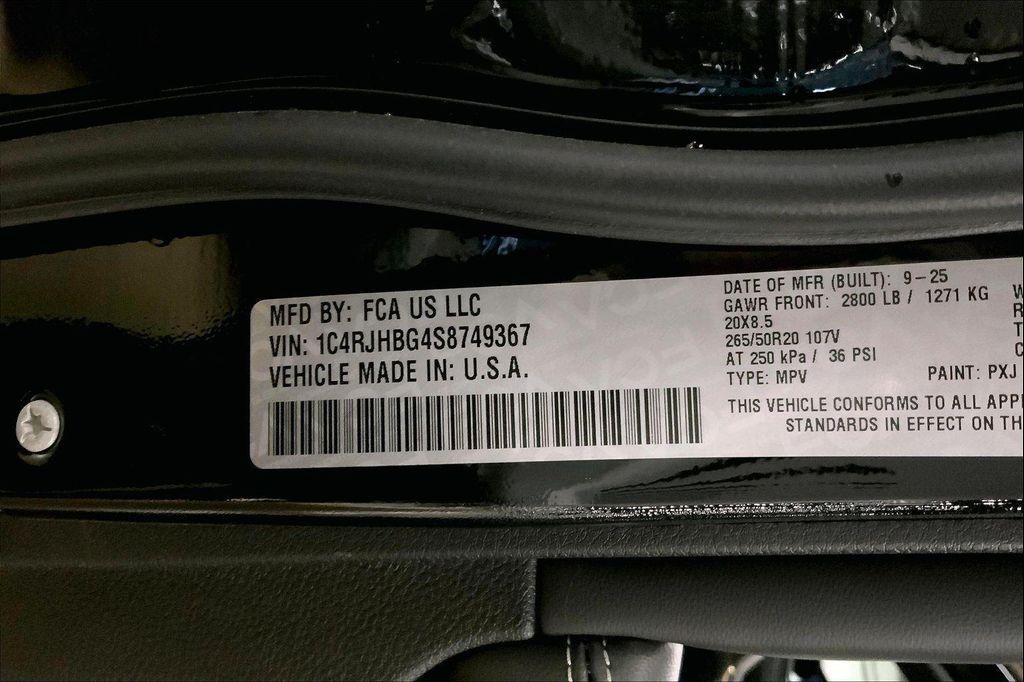 MFD BY: FCA US LLC
VIN: 1C4RJHBG4S8749367
VEHICLE MADE IN: U.S.A.
DATE OF MFR (BUILT): 9-25
GAWR FRONT: 2800 LB / 1271 KG
20X8.5
265/50R20 107V
AT 250 kPa / 36 PSI
TYPE: MPV
PAINT: PXJ
THIS VEHICLE CONFORMS TO ALL
STANDARDS IN EFFECT ON